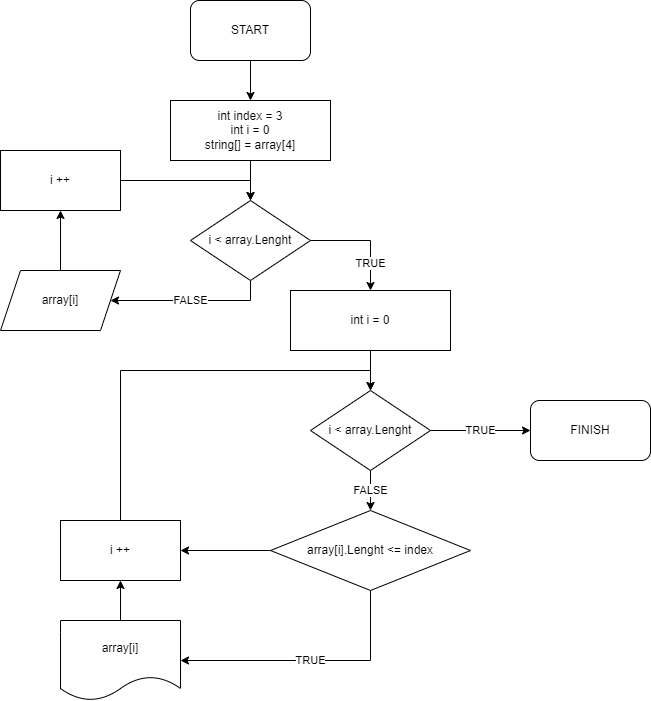 START
int index = 3
int i = 0
string[] = array[4]
i ++
i < array.Lenght
TRUE
array[i]
FALSE
int i = 0
i < array.Lenght
TRUE
FINISH
FALSE
i ++
array[i].Lenght <= index
array[i]
TRUE